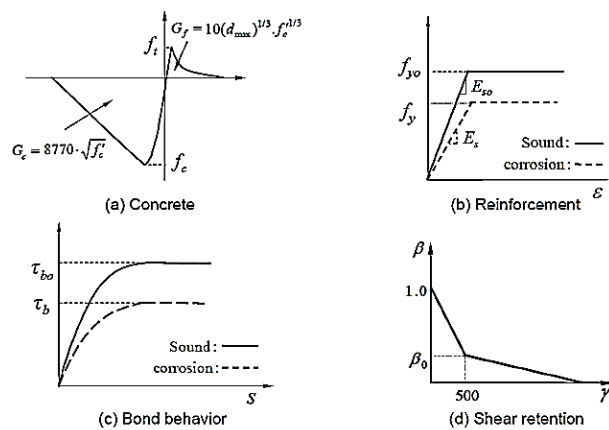 G_f = 10(d_max)^1/3 · f_c'^1/3
f_t
G_c = 8770 · √f_c'
f_c
(a) Concrete
f_yo
E_so
f_y
E_s
Sound:
corrosion:
ε
(b) Reinforcement
τ_bo
τ_b
Sound:
corrosion:
S
(c) Bond behavior
β
1.0
β_0
500
γ
(d) Shear retention